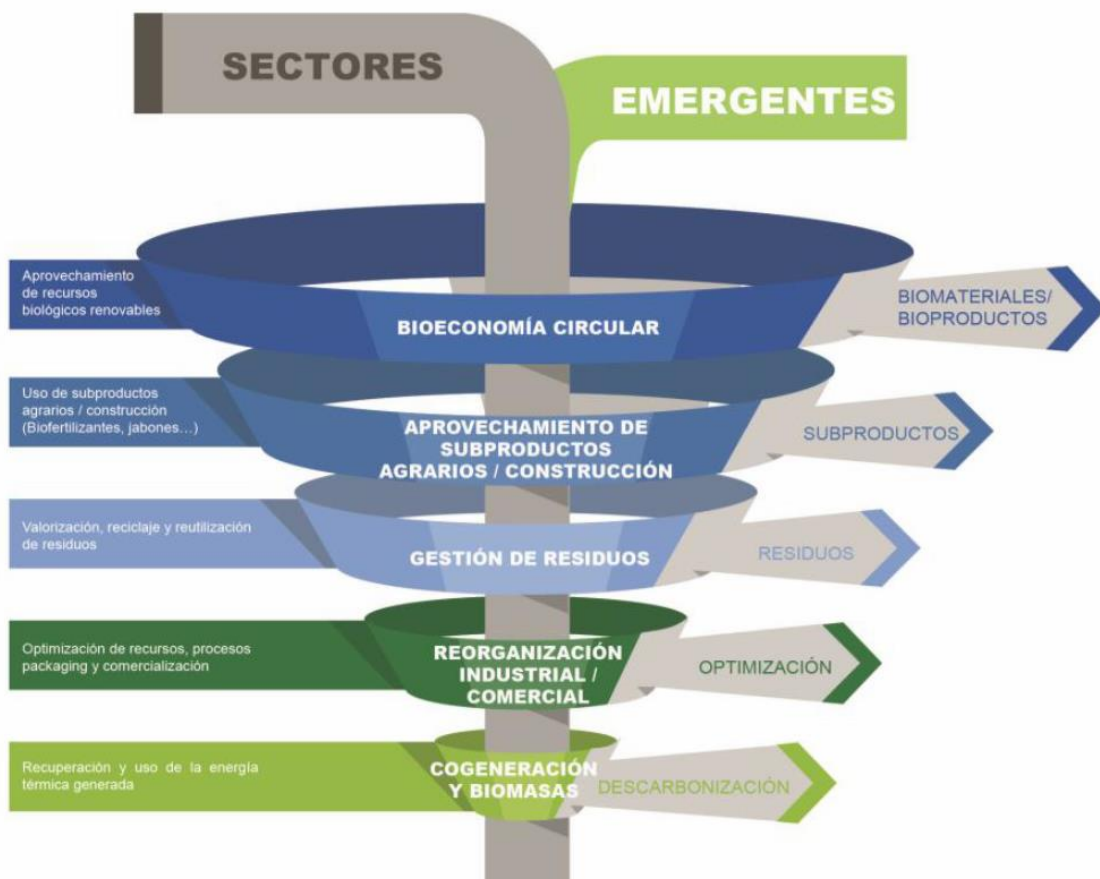 SECTORES
EMERGENTES
Aprovechamiento
de recursos
biológicos renovables
BIOECONOMÍA CIRCULAR
BIOMATERIALES/
BIOPRODUCTOS
Uso de subproductos
agrarios / construcción
(Biofertilizantes, jabones…)
APROVECHAMIENTO DE
SUBPRODUCTOS
AGRARIOS / CONSTRUCCIÓN
SUBPRODUCTOS
Valorización, reciclaje y reutilización
de residuos
GESTIÓN DE RESIDUOS
RESIDUOS
Optimización de recursos, procesos
packaging y comercialización
REORGANIZACIÓN
INDUSTRIAL /
COMERCIAL
OPTIMIZACIÓN
Recuperación y uso de la energía
térmica generada
COGENERACIÓN
Y BIOMASAS
DESCARBONIZACIÓN